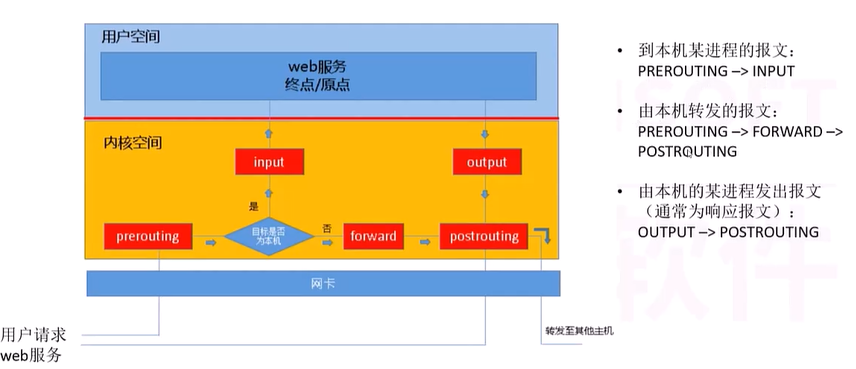 用户空间
web服务
终点/原点
内核空间
input
output
是
prerouting
目标是否
为本机
否
forward
postrouting
网卡
用户请求
web服务
转发至其他主机
• 到本机某进程的报文：
PREROUTING –> INPUT
• 由本机转发的报文：
PREROUTING –> FORWARD –>
POSTROUTING
• 由本机的某进程发出报文
（通常为响应报文）：
OUTPUT –> POSTROUTING
软件